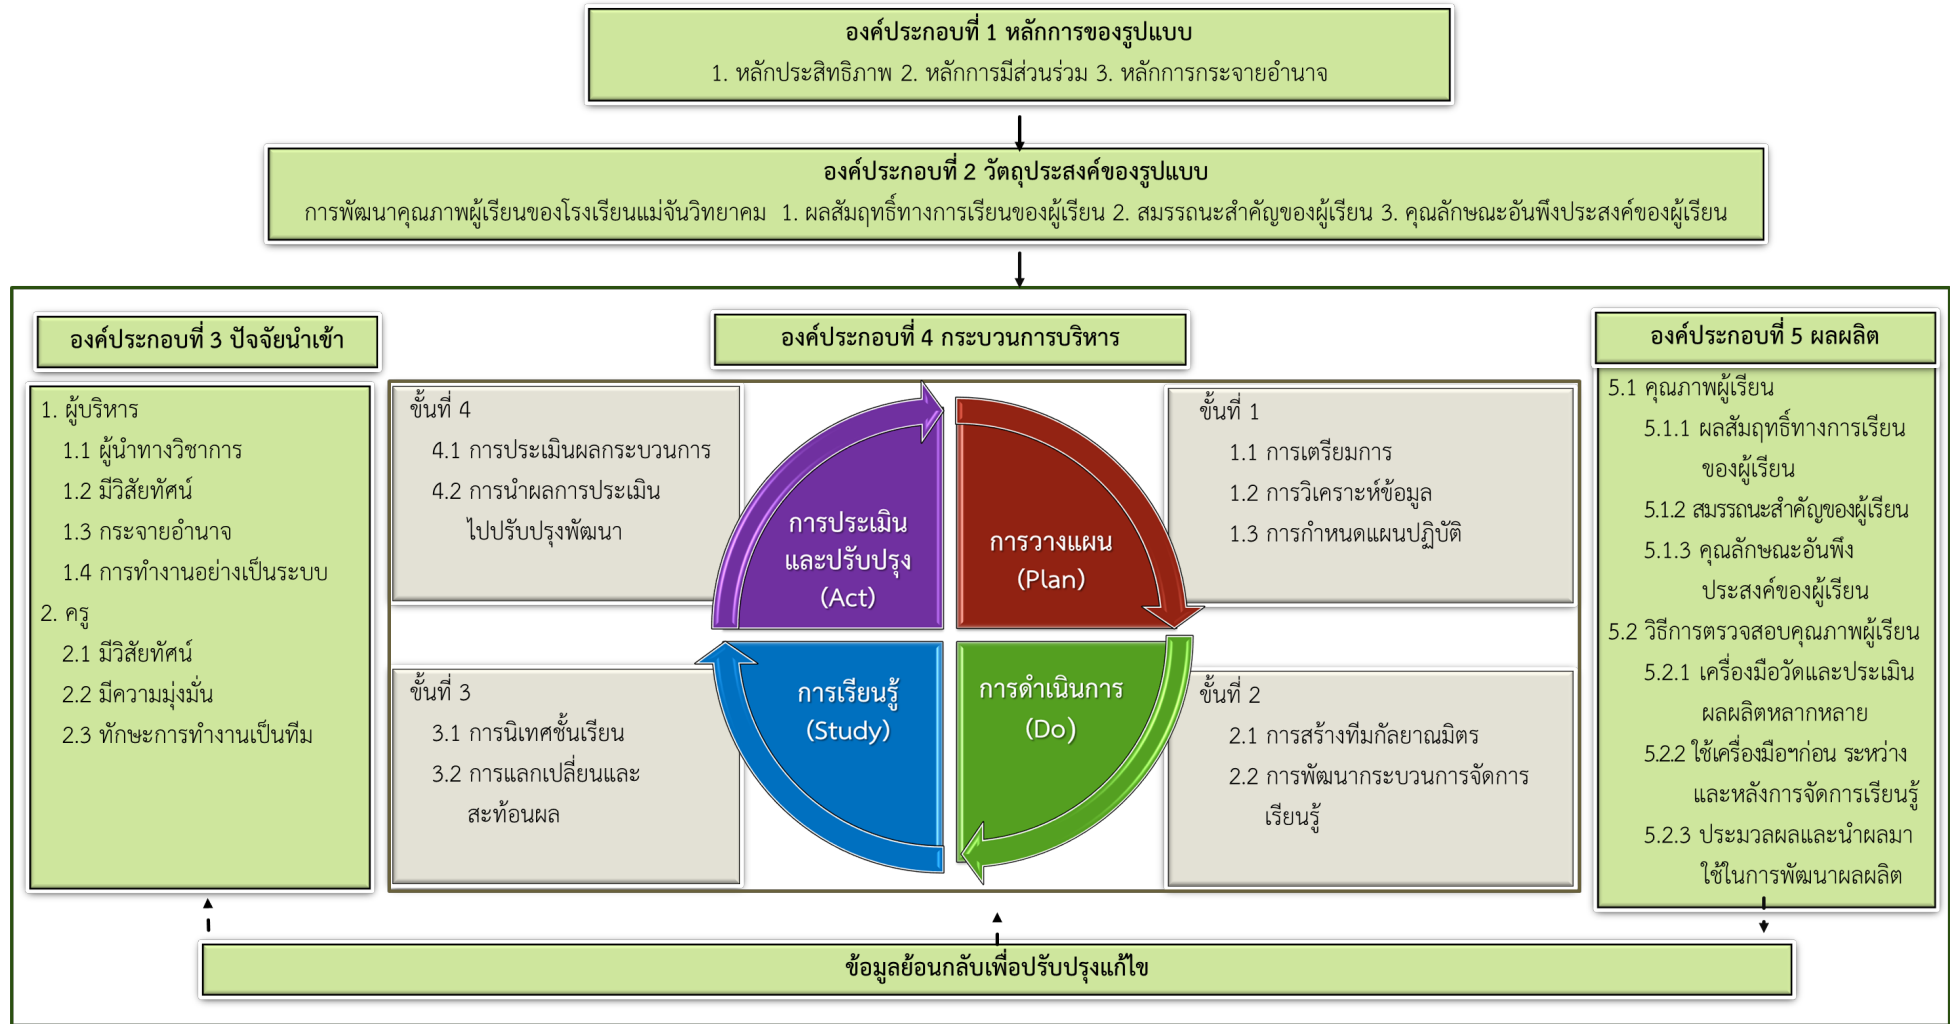 องค์ประกอบที่ 1 หลักการของรูปแบบ
1. หลักประสิทธิภาพ 2. หลักการมีส่วนร่วม 3. หลักการกระจายอำนาจ
องค์ประกอบที่ 2 วัตถุประสงค์ของรูปแบบ
การพัฒนาคุณภาพผู้เรียนของโรงเรียนแม่จันวิทยาคม 1. ผลสัมฤทธิ์ทางการเรียนของผู้เรียน 2. สมรรถนะสำคัญของผู้เรียน 3. คุณลักษณะอันพึงประสงค์ของผู้เรียน
องค์ประกอบที่ 3 ปัจจัยนำเข้า
1. ผู้บริหาร
1.1 ผู้นำทางวิชาการ
1.2 มีวิสัยทัศน์
1.3 กระจายอำนาจ
1.4 การทำงานอย่างเป็นระบบ
2. ครู
2.1 มีวิสัยทัศน์
2.2 มีความมุ่งมั่น
2.3 ทักษะการทำงานเป็นทีม
องค์ประกอบที่ 4 กระบวนการบริหาร
ขั้นที่ 4
4.1 การประเมินผลกระบวนการ
4.2 การนำผลการประเมิน
ไปปรับปรุงพัฒนา
การประเมิน
และปรับปรุง
(Act)
การวางแผน
(Plan)
ขั้นที่ 1
1.1 การเตรียมการ
1.2 การวิเคราะห์ข้อมูล
1.3 การกำหนดแผนปฏิบัติ
ขั้นที่ 3
3.1 การนิเทศชั้นเรียน
3.2 การแลกเปลี่ยนและ
สะท้อนผล
การเรียนรู้
(Study)
การดำเนินการ
(Do)
ขั้นที่ 2
2.1 การสร้างทีมกัลยาณมิตร
2.2 การพัฒนากระบวนการจัดการ
เรียนรู้
องค์ประกอบที่ 5 ผลผลิต
5.1 คุณภาพผู้เรียน
5.1.1 ผลสัมฤทธิ์ทางการเรียน
ของผู้เรียน
5.1.2 สมรรถนะสำคัญของผู้เรียน
5.1.3 คุณลักษณะอันพึง
ประสงค์ของผู้เรียน
5.2 วิธีการตรวจสอบคุณภาพผู้เรียน
5.2.1 เครื่องมือวัดและประเมิน
ผลผลิตหลากหลาย
5.2.2 ใช้เครื่องมือฯก่อน ระหว่าง
และหลังการจัดการเรียนรู้
5.2.3 ประมวลผลและนำผลมา
ใช้ในการพัฒนาผลผลิต
ข้อมูลย้อนกลับเพื่อปรับปรุงแก้ไข